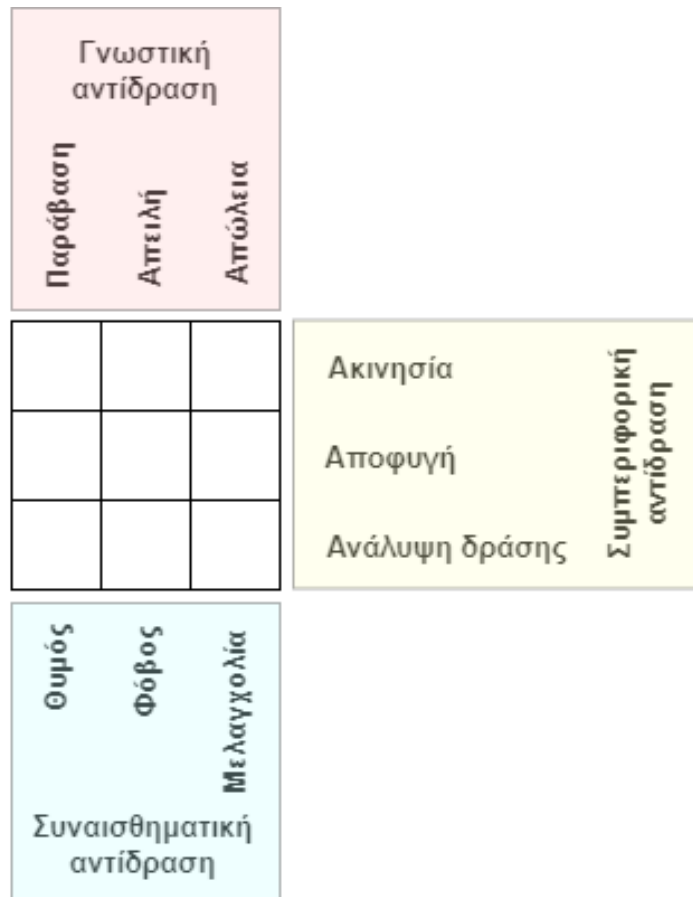 Γνωστική
αντίδραση
Παράβαση
Απειλή
Απώλεια
Ακινησία
Αποφυγή
Ανάλυψη δράσης
Συμπεριφορική
αντίδραση
Θυμός
Φόβος
Μελαγχολία
Συναισθηματική
αντίδραση